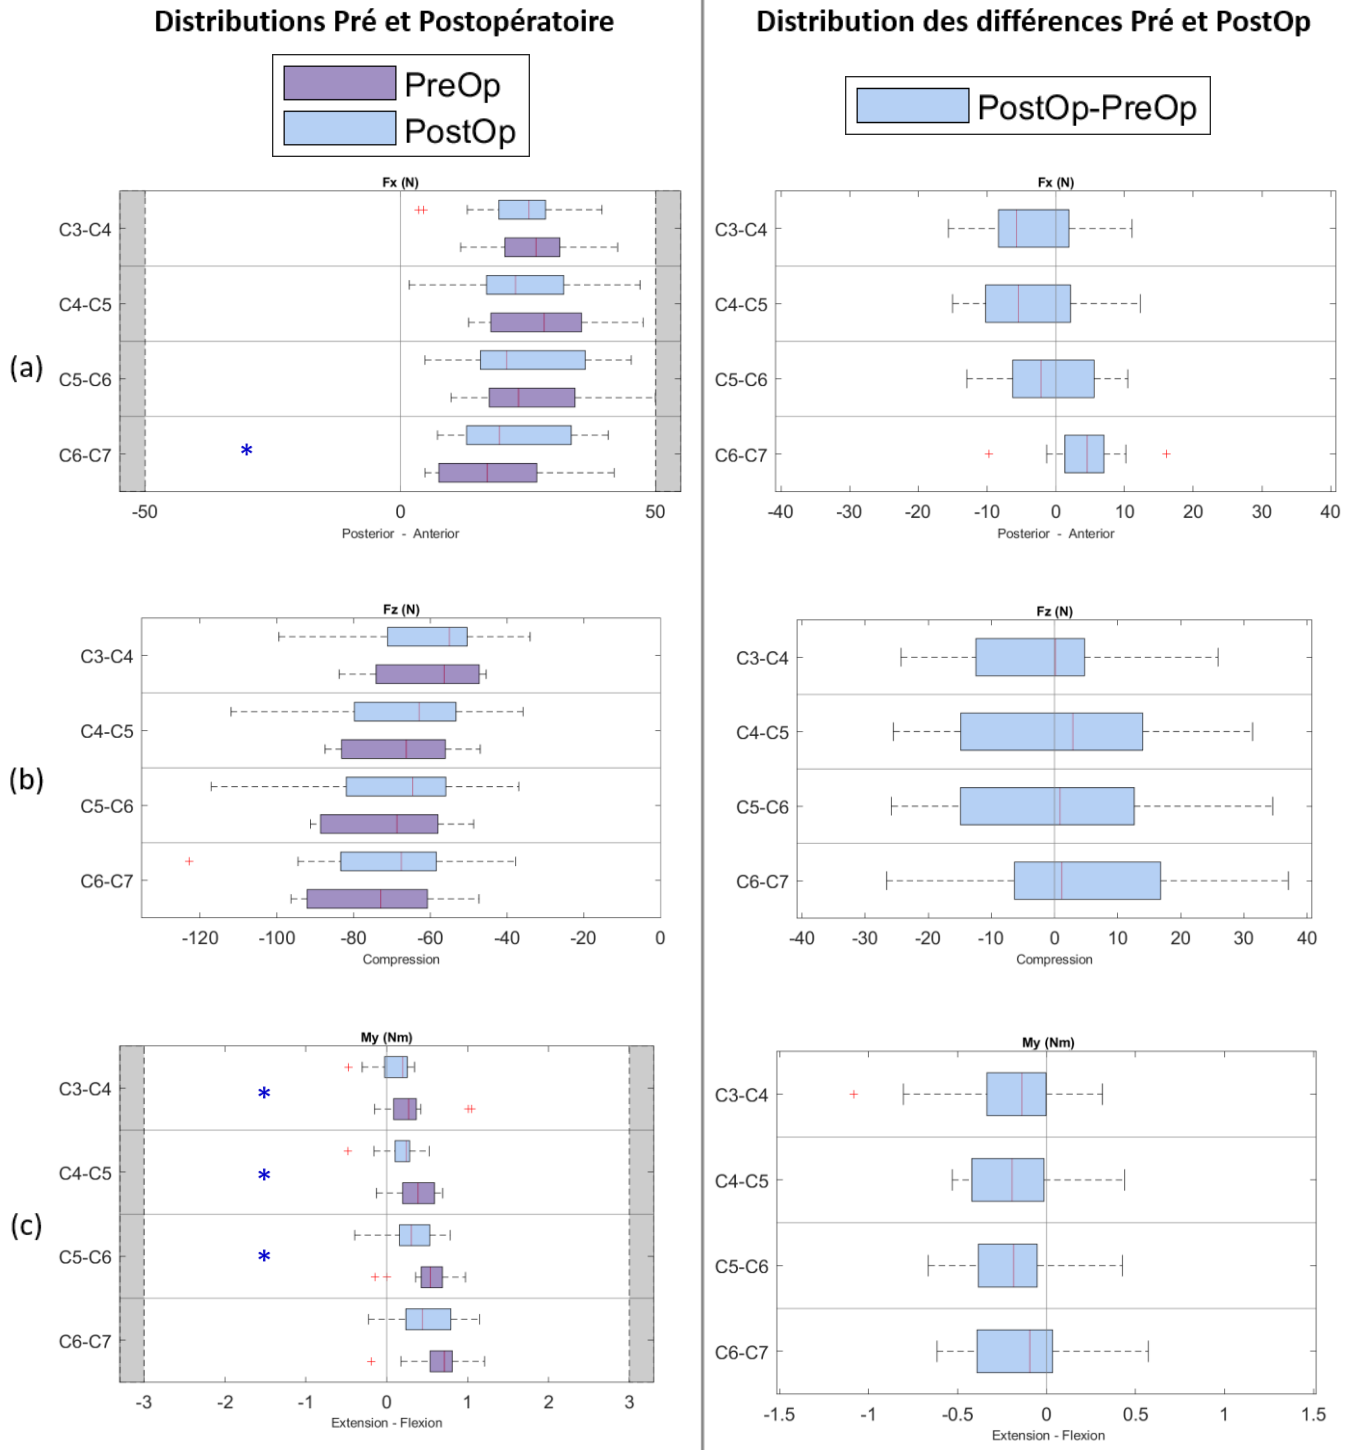 Distributions Pré et Postopératoire
PreOp
PostOp
(a)
Fx (N)
C3-C4
C4-C5
C5-C6
C6-C7
*
-50 0 50
Posterior - Anterior
(b)
Fz (N)
C3-C4
C4-C5
C5-C6
C6-C7
-120 -100 -80 -60 -40 -20 0
Compression
(c)
My (Nm)
C3-C4
*
C4-C5
*
C5-C6
*
C6-C7
-3 -2 -1 0 1 2 3
Extension - Flexion
Distribution des différences Pré et PostOp
PostOp-PreOp
Fx (N)
C3-C4
C4-C5
C5-C6
C6-C7
-40 -30 -20 -10 0 10 20 30 40
Posterior - Anterior
Fz (N)
C3-C4
C4-C5
C5-C6
C6-C7
-40 -30 -20 -10 0 10 20 30 40
Compression
My (Nm)
C3-C4
C4-C5
C5-C6
C6-C7
-1.5 -1 -0.5 0 0.5 1 1.5
Extension - Flexion